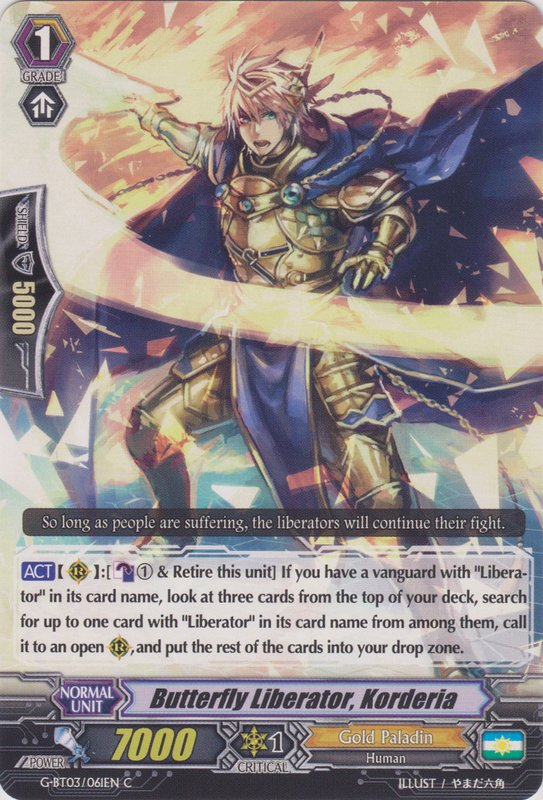 1
GRADE
SHIELD
5000
So long as people are suffering, the liberators will continue their fight.
ACT【 R 】:[ ① & Retire this unit] If you have a vanguard with "Libera-
tor" in its card name, look at three cards from the top of your deck, search
for up to one card with "Liberator" in its card name from among them, call
it to an open R, and put the rest of the cards into your drop zone.
NORMAL
UNIT
Butterfly Liberator, Korderia
POWER
7000
1
CRITICAL
Gold Paladin
Human
G-BT03/061EN C
ILLUST / やまだ六角